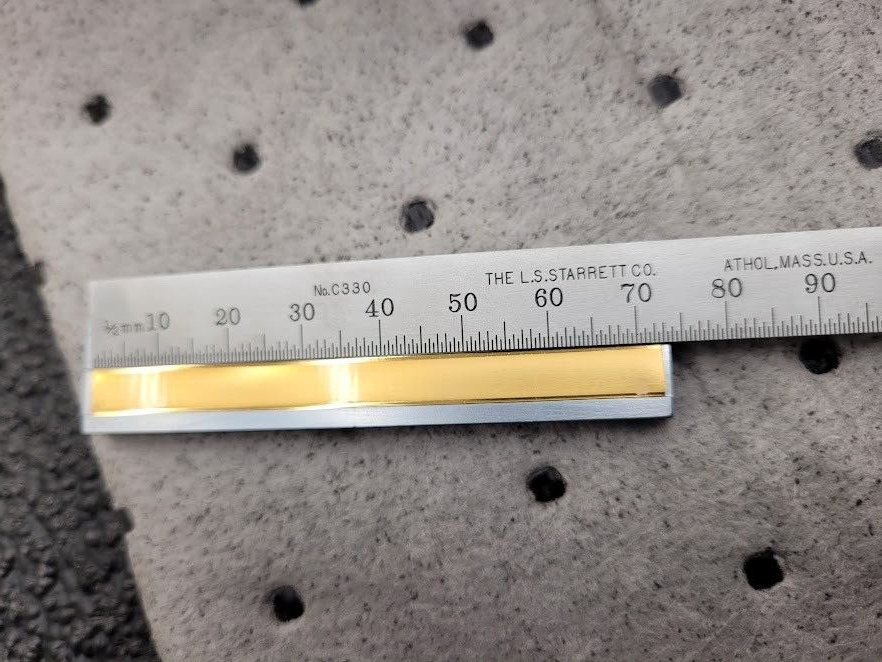 No.C330 THE L.S.STARRETT CO. ATHOL,MASS.U.S.A.
½mm 10 20 30 40 50 60 70 80 90